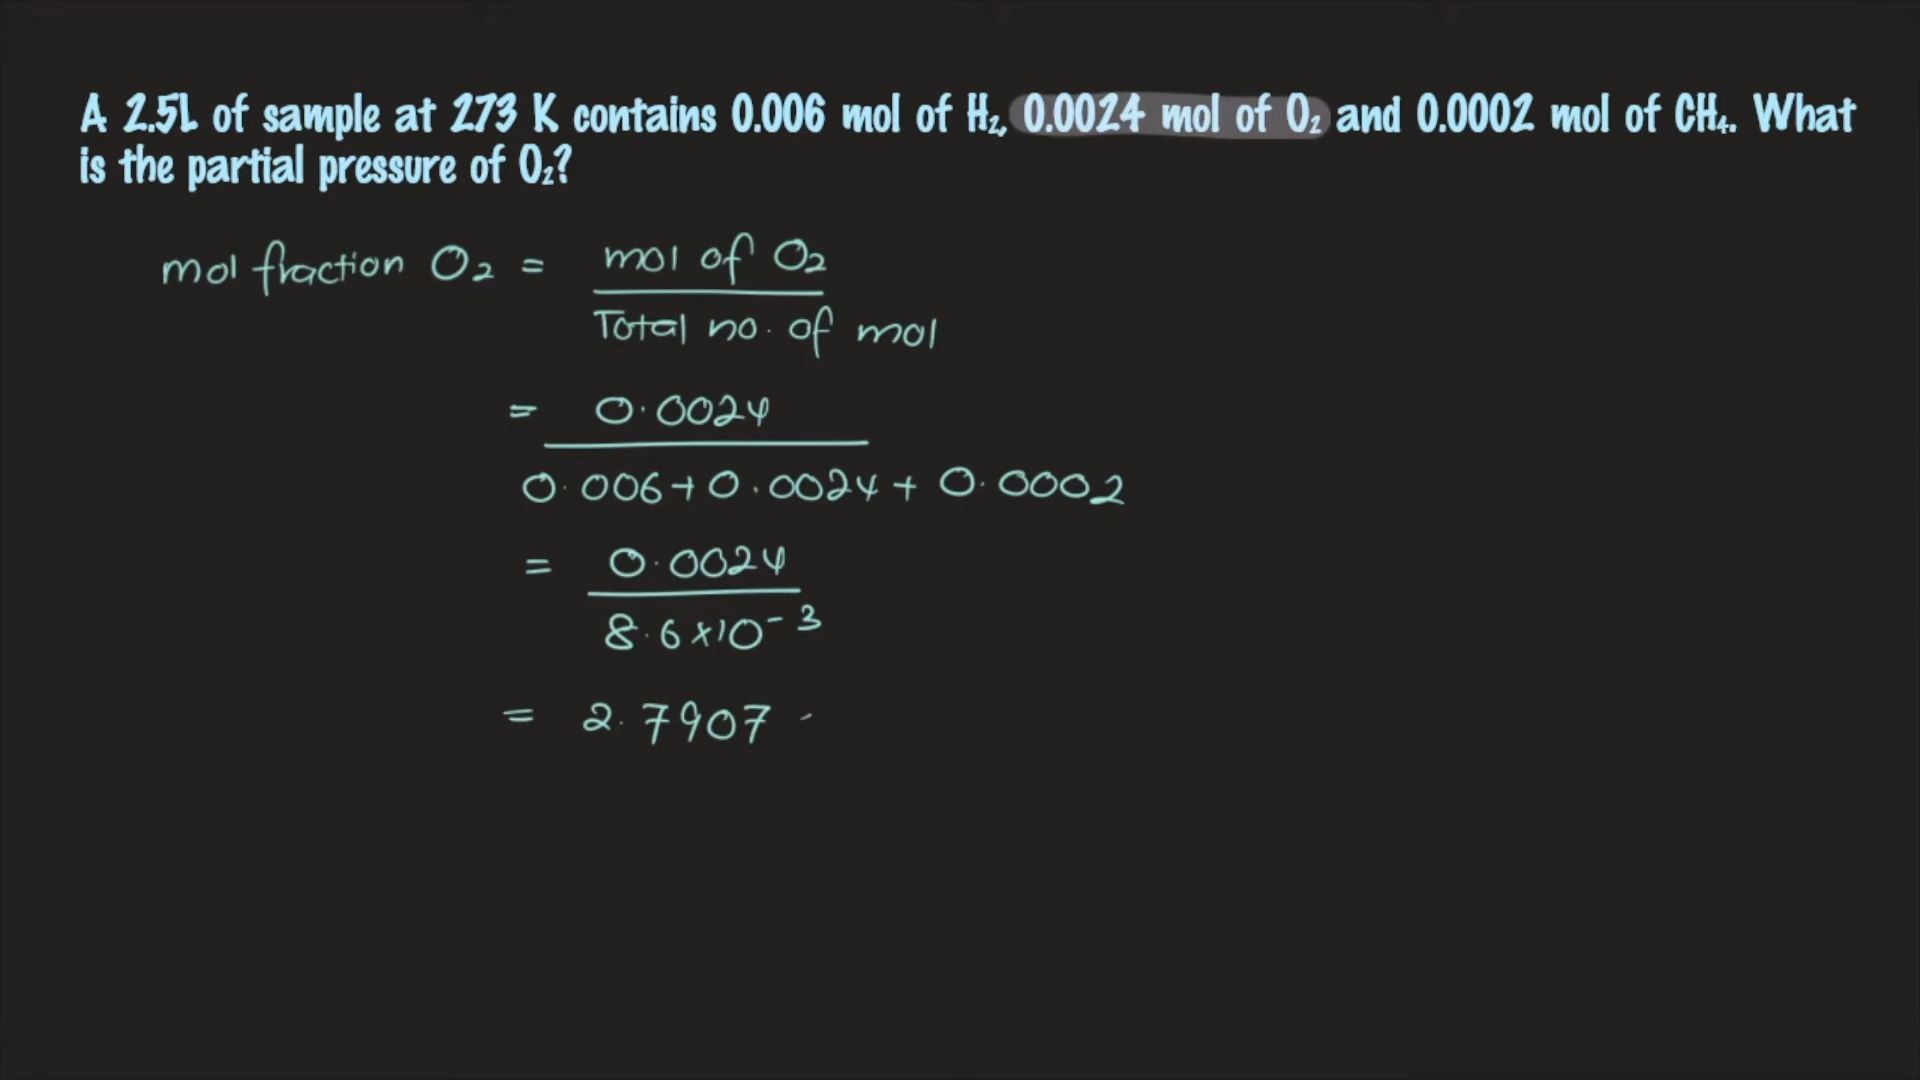 A 2.5L of sample at 273 K contains 0.006 mol of H₂, 0.0024 mol of O₂ and 0.0002 mol of CH₄. What
is the partial pressure of O₂?
mol fraction O₂ = mol of O₂
Total no. of mol
= 0.0024
0.006 + 0.0024 + 0.0002
= 0.0024
8.6 × 10⁻³
= 2.7907